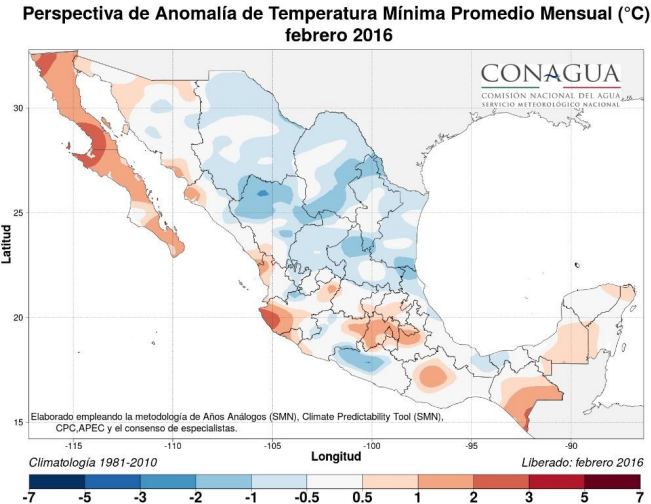 Perspectiva de Anomalía de Temperatura Mínima Promedio Mensual (°C)
febrero 2016
CONAGUA
COMISIÓN NACIONAL DEL AGUA
SERVICIO METEOROLÓGICO NACIONAL
30
25
20
15
Latitud
Elaborado empleando la metodología de Años Análogos (SMN), Climate Predictability Tool (SMN),
CPC,APEC y el consenso de especialistas.
-115 -110 -105 -100 -95 -90
Longitud
Climatología 1981-2010 Liberado: febrero 2016
-7 -5 -3 -2 -1 -0.5 0.5 1 2 3 5 7